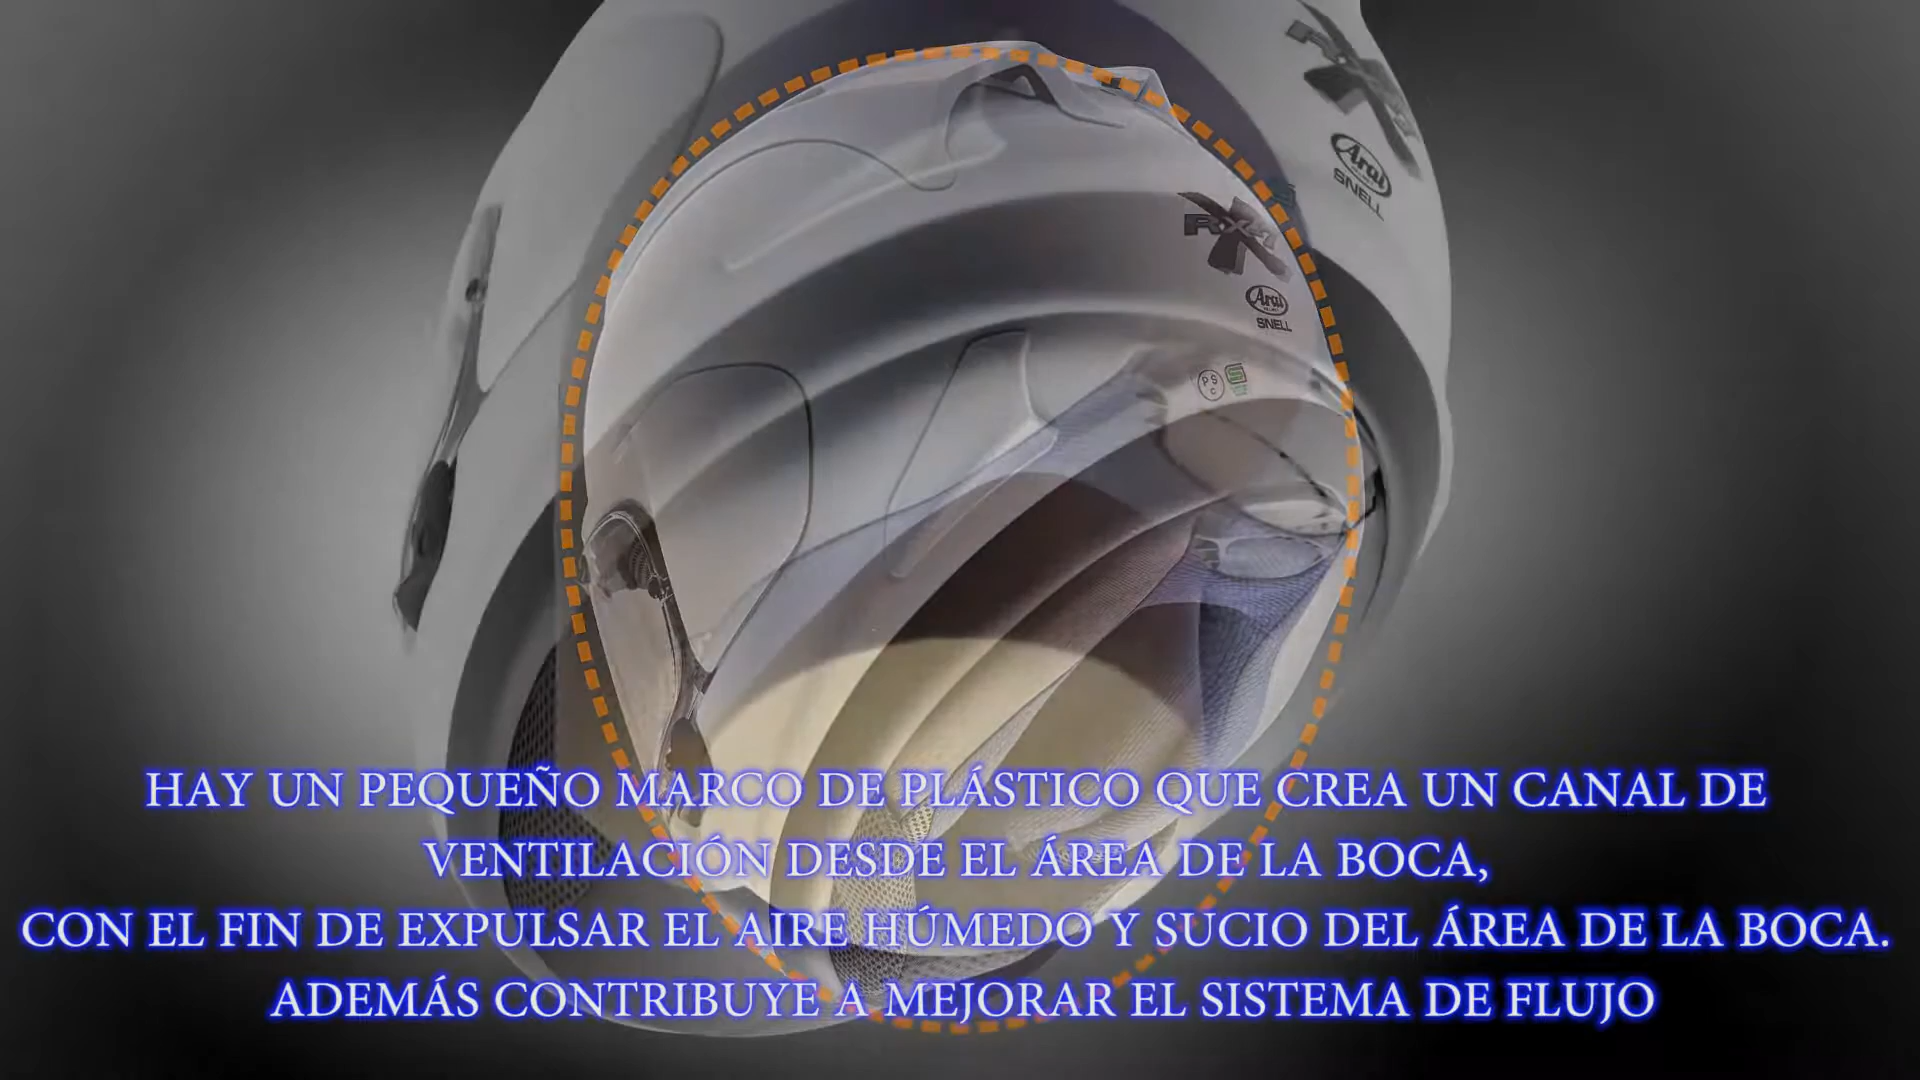 Arai
SNELL
RX-7
X
Arai
SNELL
PS
C
HAY UN PEQUEÑO MARCO DE PLÁSTICO QUE CREA UN CANAL DE
VENTILACIÓN DESDE EL ÁREA DE LA BOCA,
CON EL FIN DE EXPULSAR EL AIRE HÚMEDO Y SUCIO DEL ÁREA DE LA BOCA.
ADEMÁS CONTRIBUYE A MEJORAR EL SISTEMA DE FLUJO